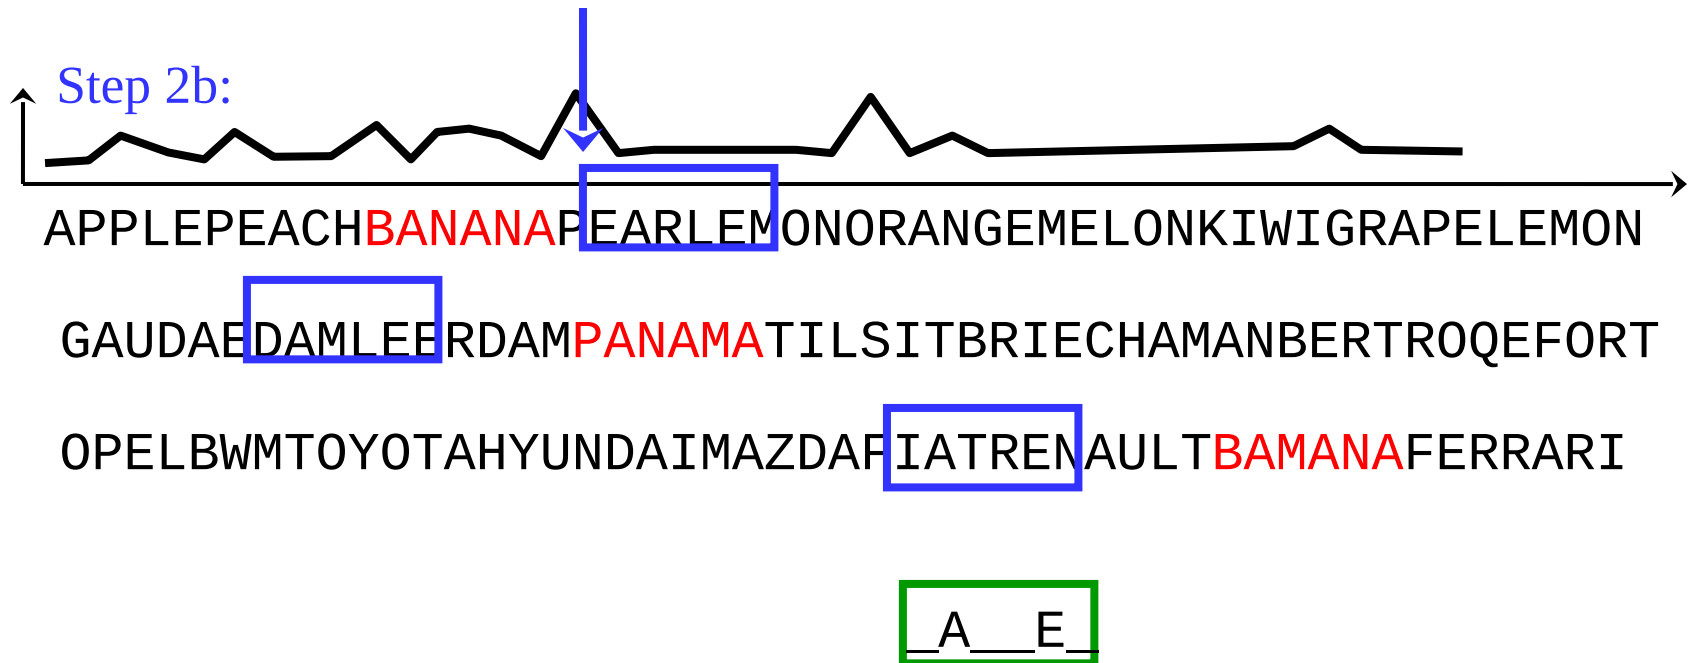 Step 2b:
APPLEPEACHBANANAPEARLEMONORANGEMELONKIWIGRAPELEMON
GAUDAEDAMLEERDAMPANAMATILSITBRIECHAMANBERTROQEFORT
OPELBWMTOYOTAHYUNDAIMAZDAFIATRENAULTBAMANAFERRARI
_A__E_